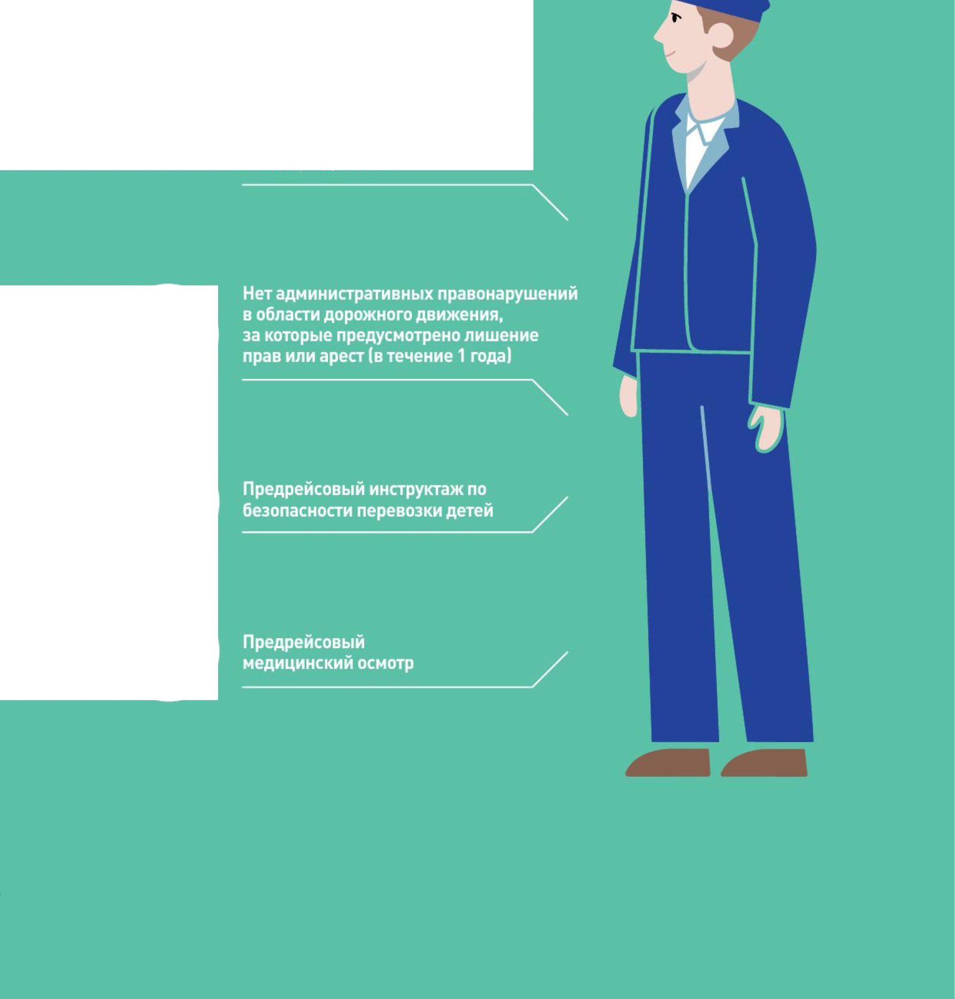 Нет административных правонарушений
в области дорожного движения,
за которые предусмотрено лишение
прав или арест (в течение 1 года)
Предрейсовый инструктаж по
безопасности перевозки детей
Предрейсовый
медицинский осмотр